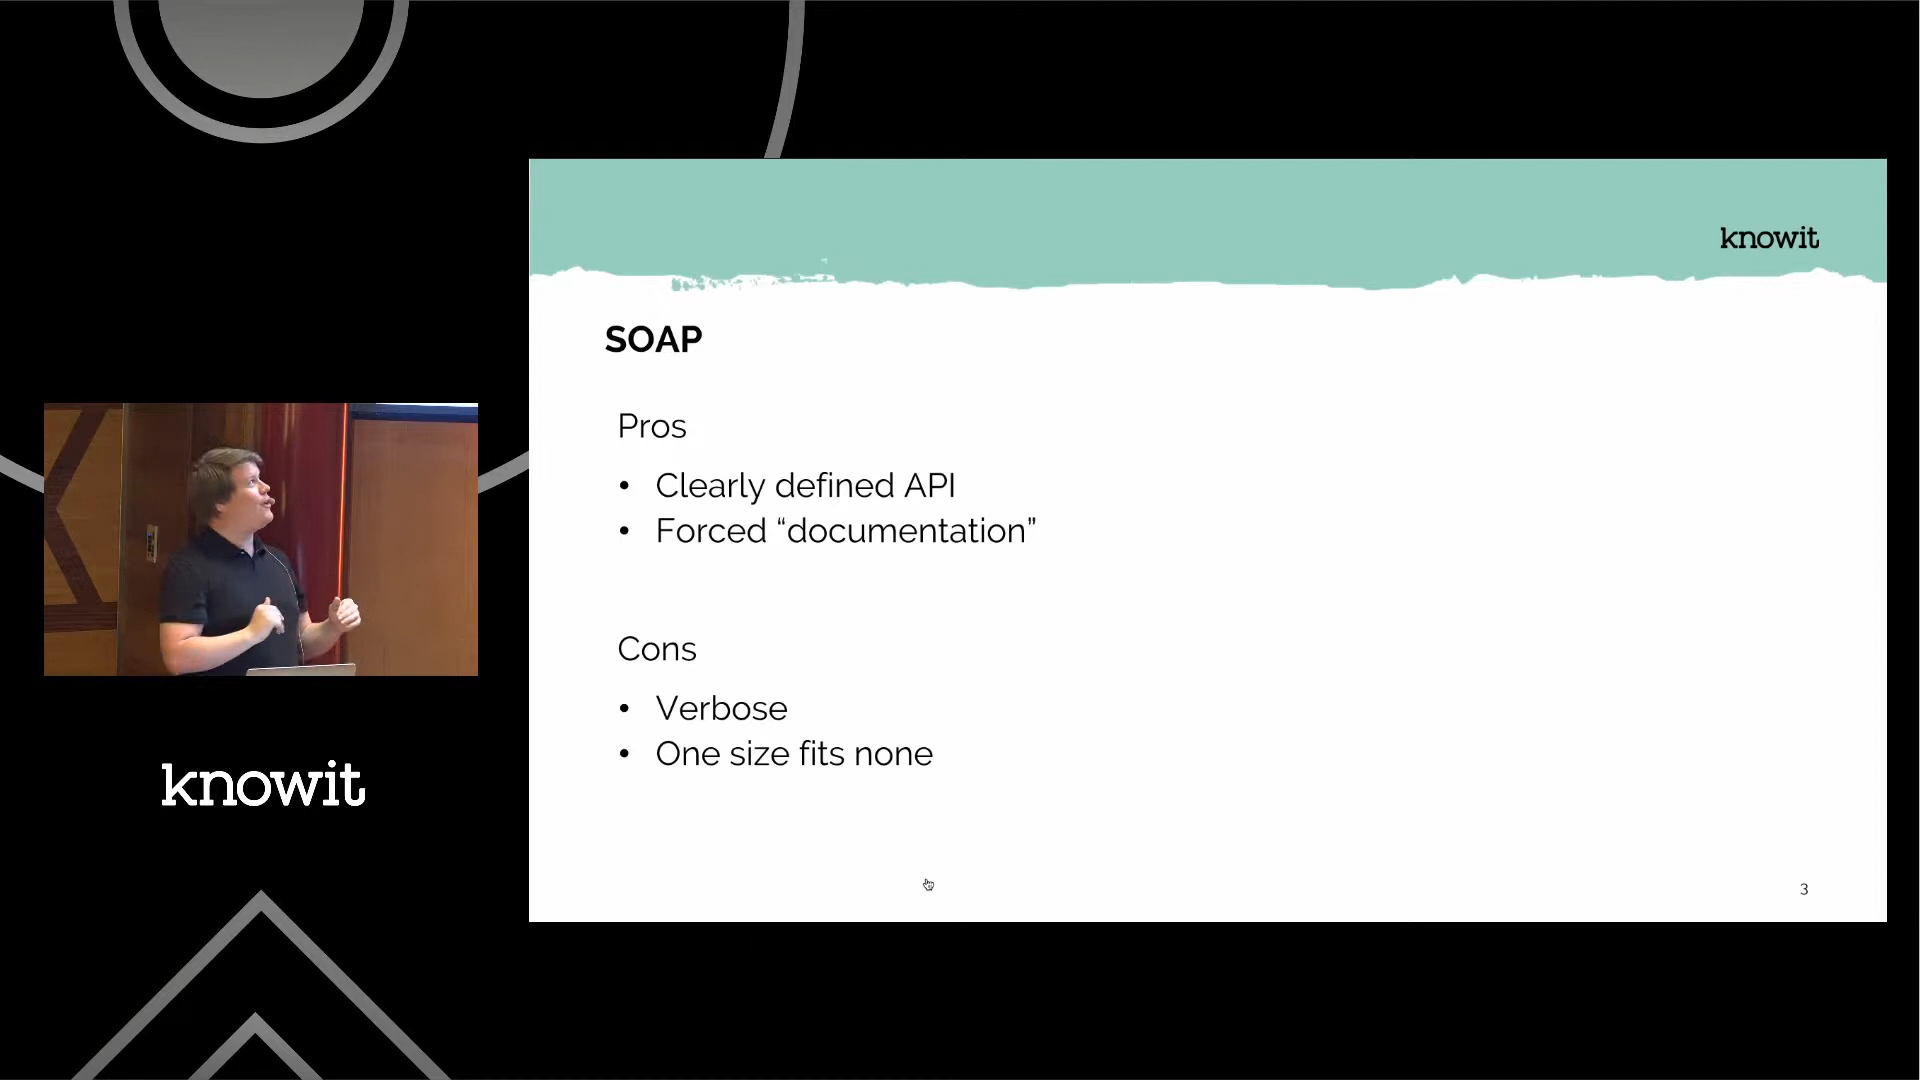 knowit
SOAP
Pros
• Clearly defined API
• Forced “documentation”
Cons
• Verbose
• One size fits none
3
knowit